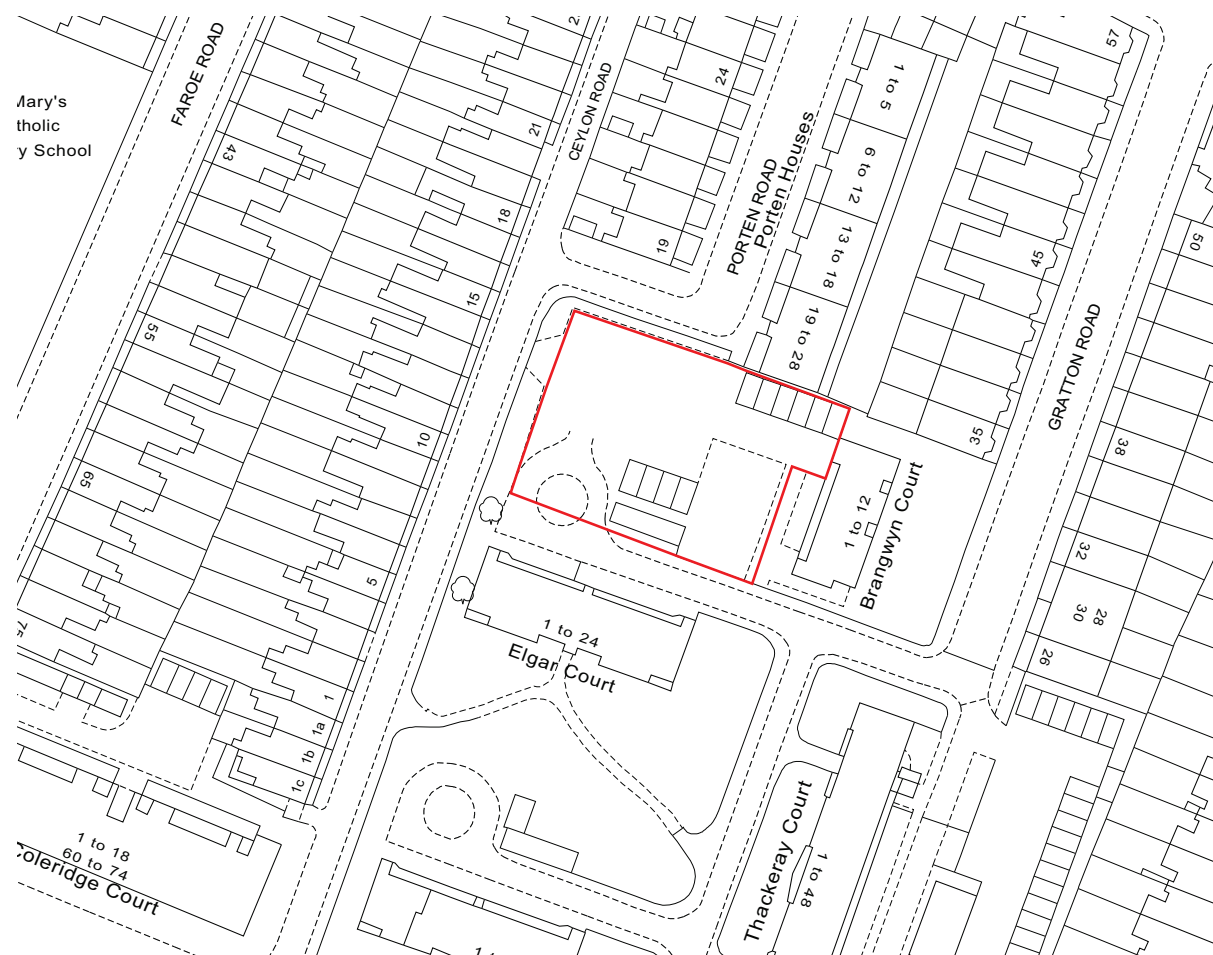 FAROE ROAD
Mary's
tholic
y School
43
55
65
75
21
18
15
10
5
1
1a
1b
1c
CEYLON ROAD
24
19
PORTEN ROAD
Porten Houses
1 to 5
6 to 12
13 to 18
19 to 28
57
45
35
GRATTON ROAD
50
38
32
28
30
26
1 to 12
Brangwyn Court
1 to 24
Elgar Court
Thackeray Court
1 to 48
1 to 18
60 to 74
Coleridge Court